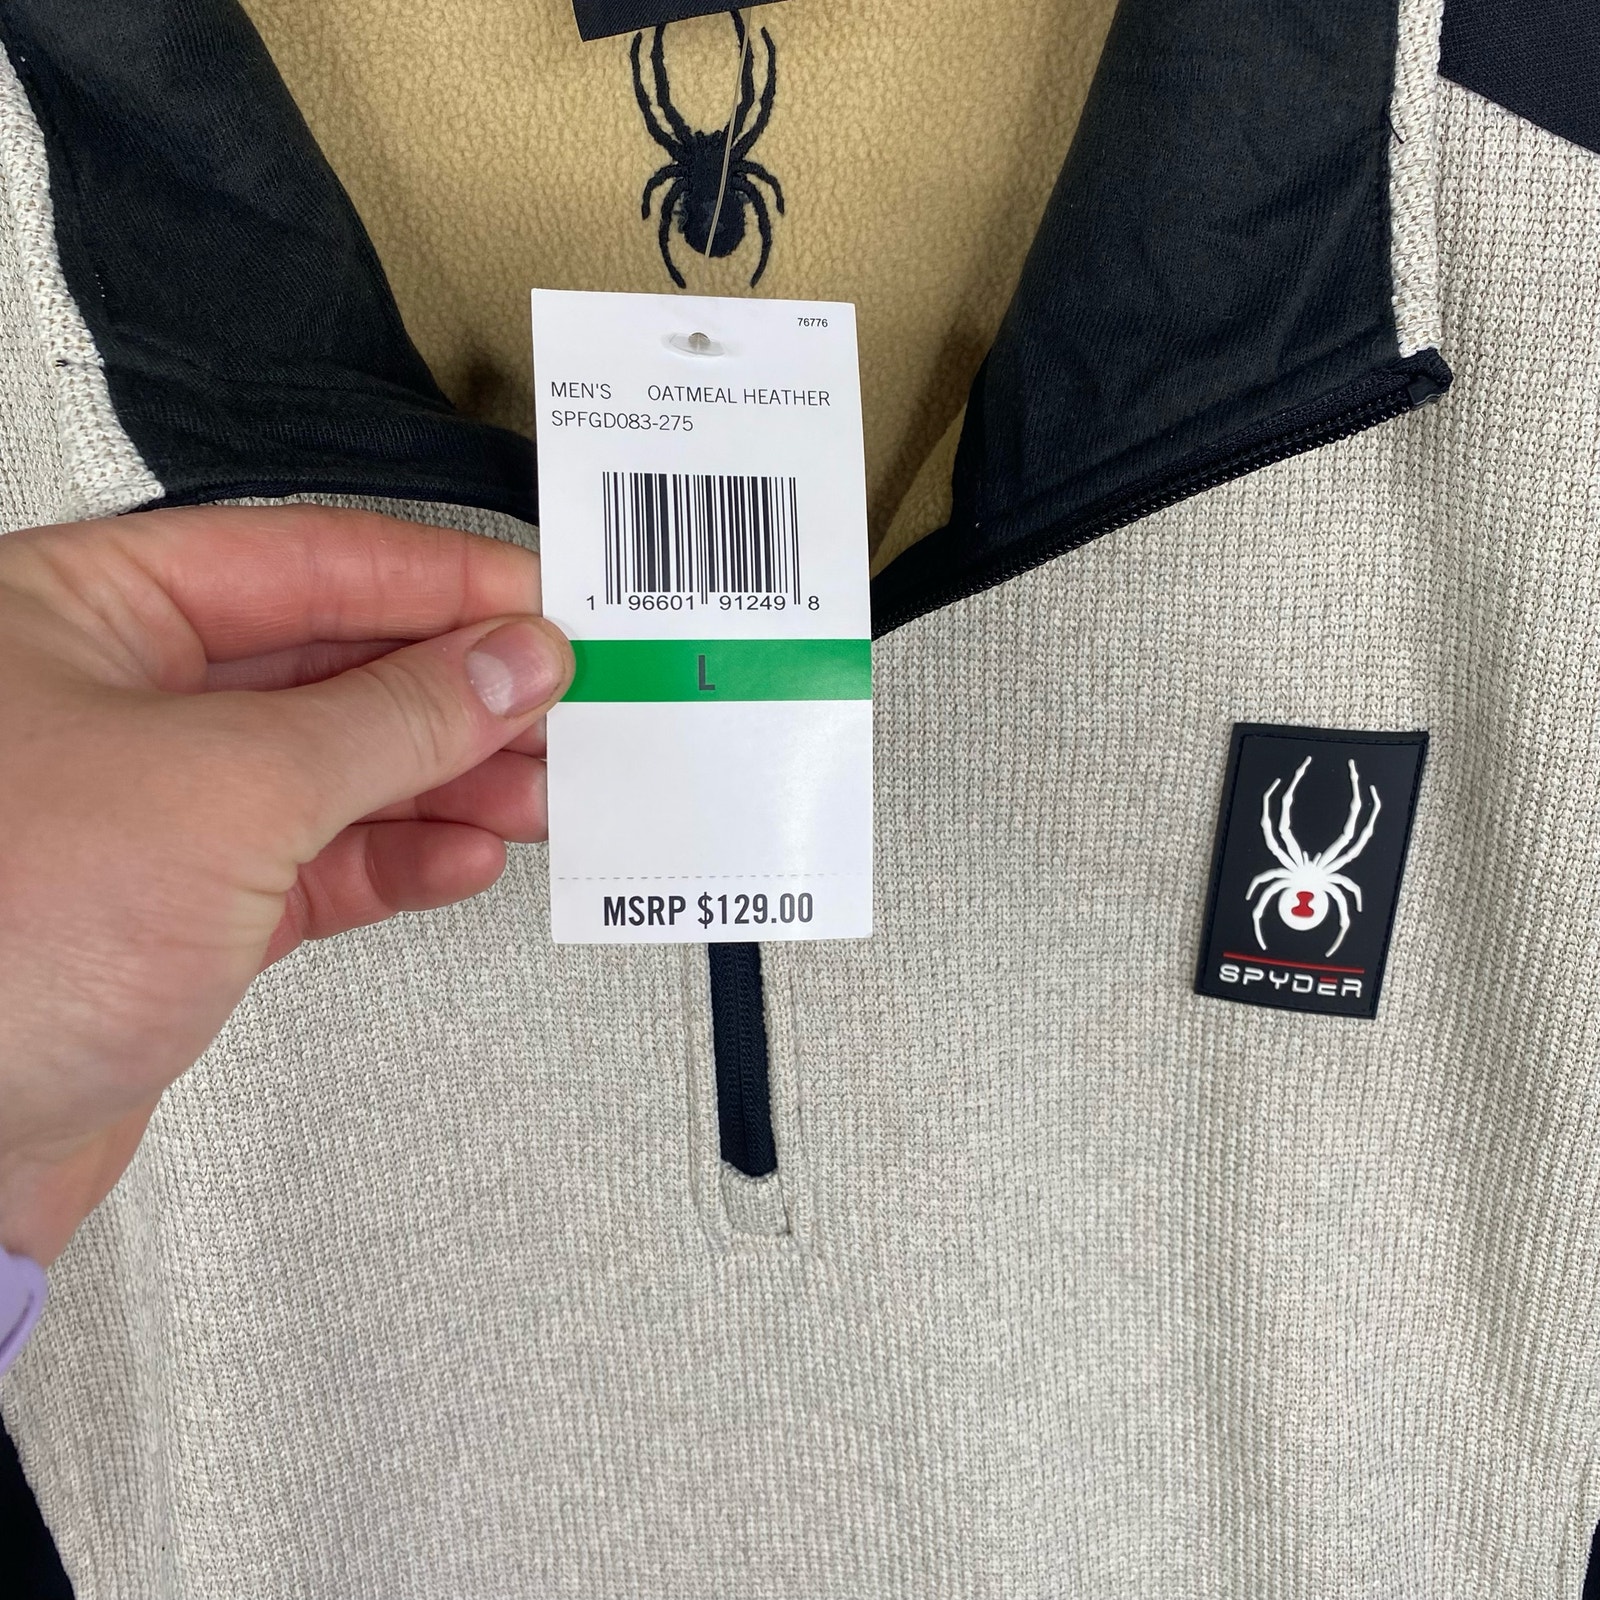 76776
MEN'S OATMEAL HEATHER
SPFGD083-275
1 96601 91249 8
L
MSRP $129.00
SPYDER